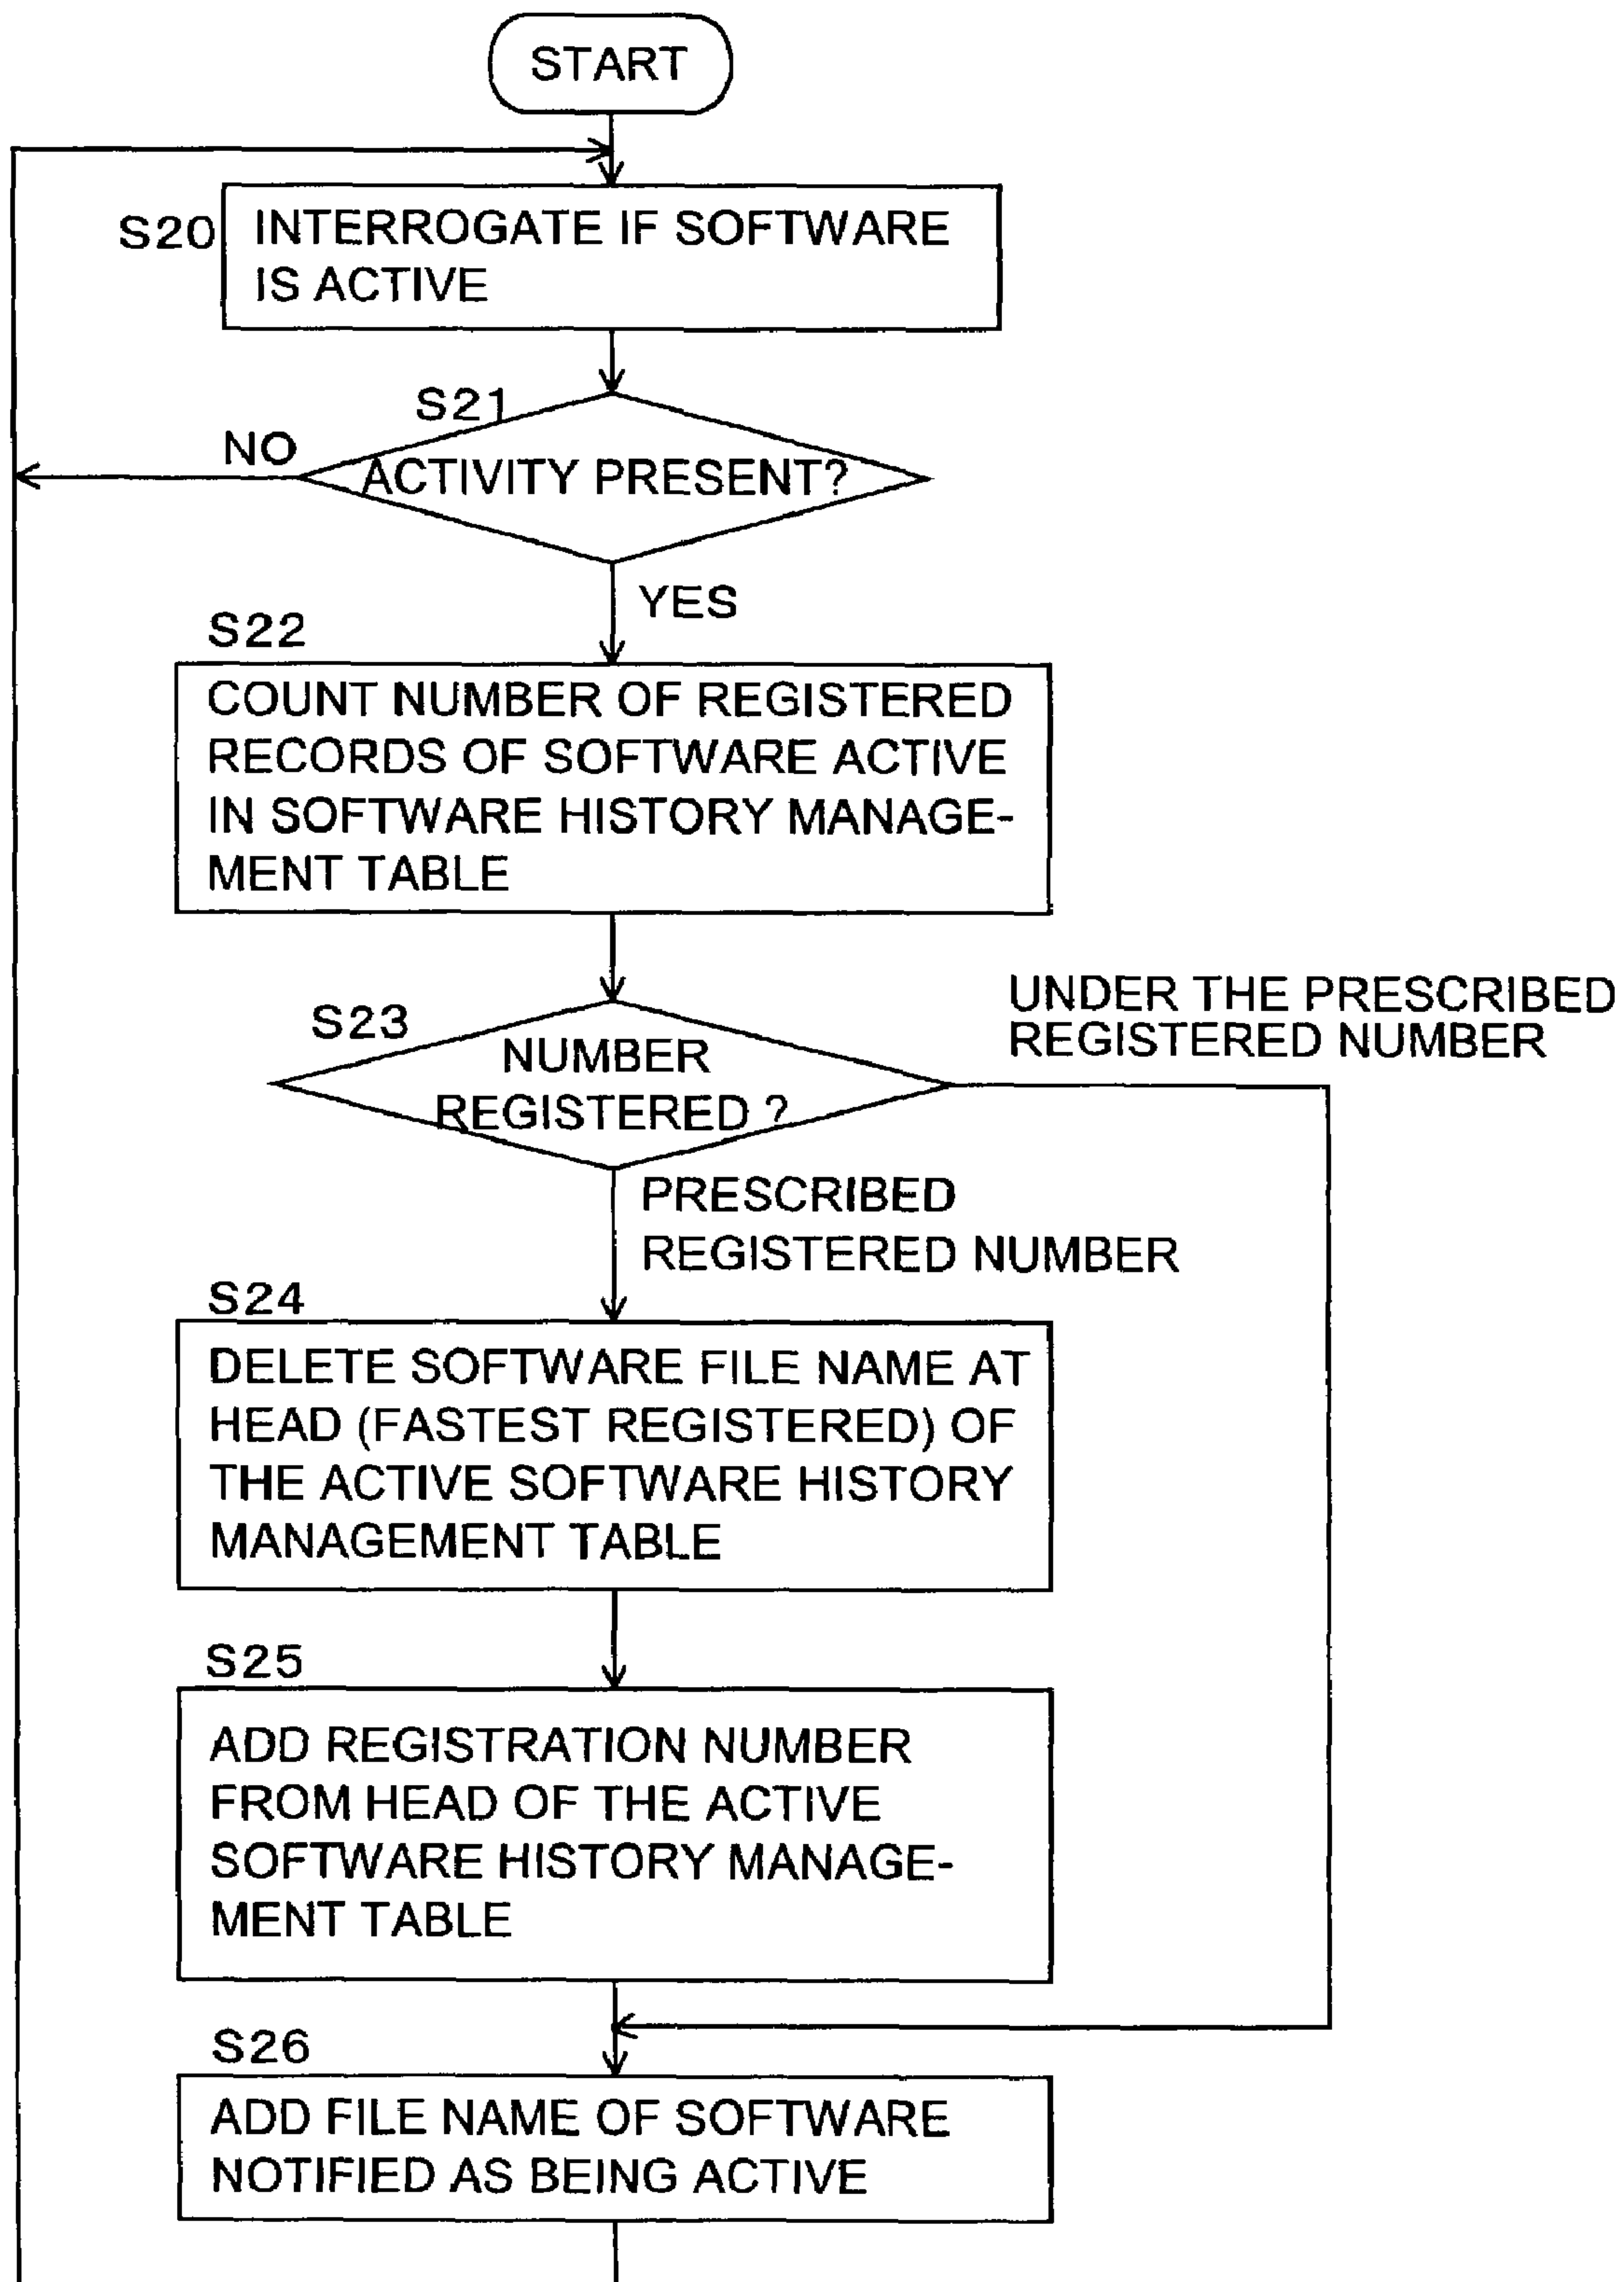 START
S20
INTERROGATE IF SOFTWARE
IS ACTIVE
S21
NO
ACTIVITY PRESENT?
YES
S22
COUNT NUMBER OF REGISTERED
RECORDS OF SOFTWARE ACTIVE
IN SOFTWARE HISTORY MANAGE-
MENT TABLE
UNDER THE PRESCRIBED
REGISTERED NUMBER
S23
NUMBER
REGISTERED ?
PRESCRIBED
REGISTERED NUMBER
S24
DELETE SOFTWARE FILE NAME AT
HEAD (FASTEST REGISTERED) OF
THE ACTIVE SOFTWARE HISTORY
MANAGEMENT TABLE
S25
ADD REGISTRATION NUMBER
FROM HEAD OF THE ACTIVE
SOFTWARE HISTORY MANAGE-
MENT TABLE
S26
ADD FILE NAME OF SOFTWARE
NOTIFIED AS BEING ACTIVE